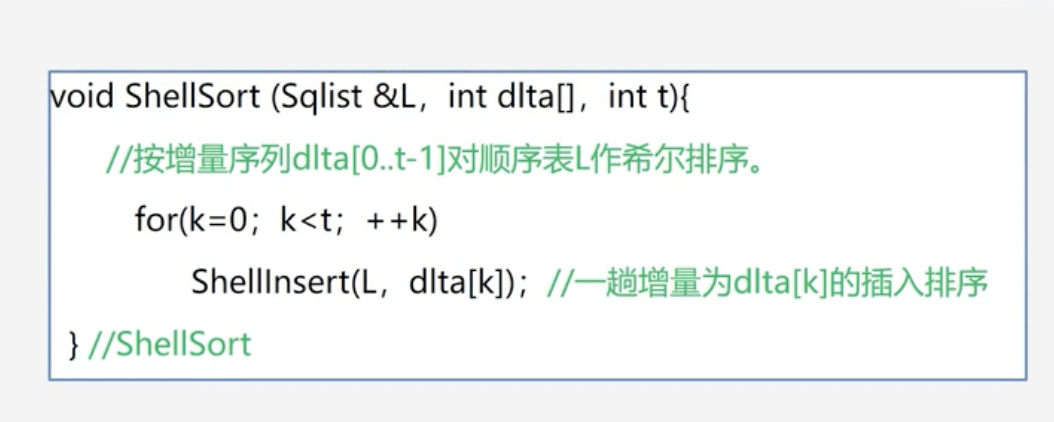 void ShellSort (Sqlist &L，int dlta[]，int t){
//按增量序列dlta[0..t-1]对顺序表L作希尔排序。
for(k=0；k<t；++k)
ShellInsert(L，dlta[k])；//一趟增量为dlta[k]的插入排序
} //ShellSort